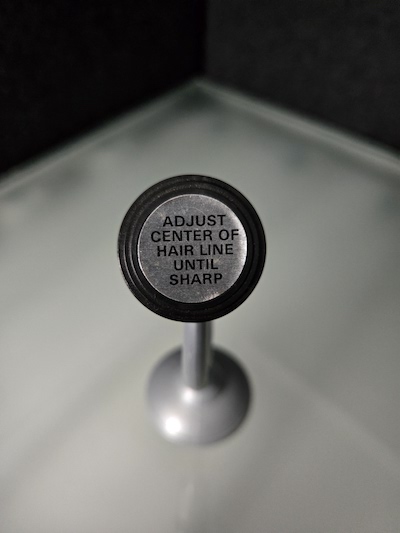 ADJUST
CENTER OF
HAIR LINE
UNTIL
SHARP